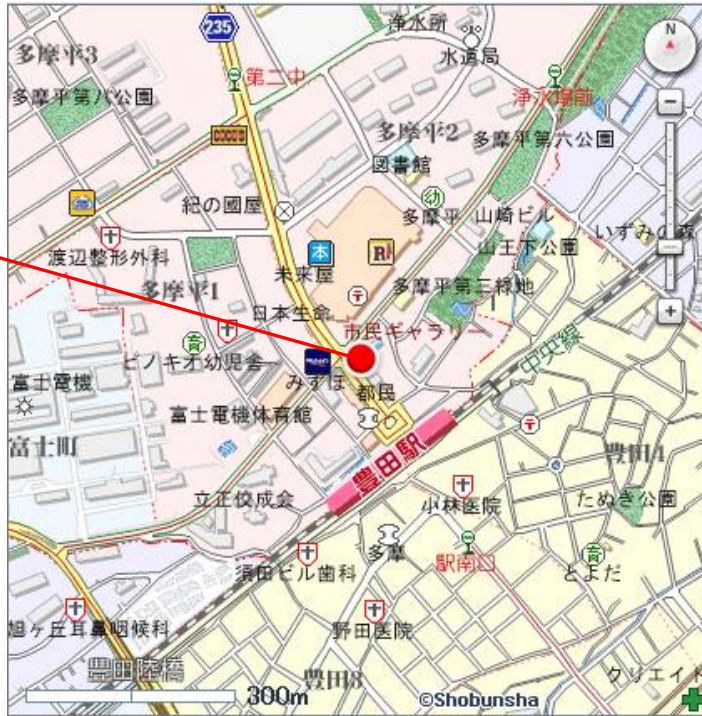 235
浄水所
N
多摩平3
水道局
第二中
多摩平第八公園
浄水場前
多摩平2
COCO'S
多摩平第六公園
図書館
紀の國屋
幼
多摩平
山崎ビル
いずみの森
本
R
渡辺整形外科
山王下公園
未来屋
多摩平1
多摩平第三緑地
日本生命
市民ギャラリー
育
ピノキオ幼児舎
中央線
富士電機
みずほ
都民
富士電機体育館
富士町
豊田駅
豊田4
立正佼成会
小林医院
たぬき公園
多摩
駅南口
育
須田ビル歯科
とよだ
旭ヶ丘耳鼻咽喉科
野田医院
豊田陸橋
豊田3
クリエイト
300m
©Shobunsha